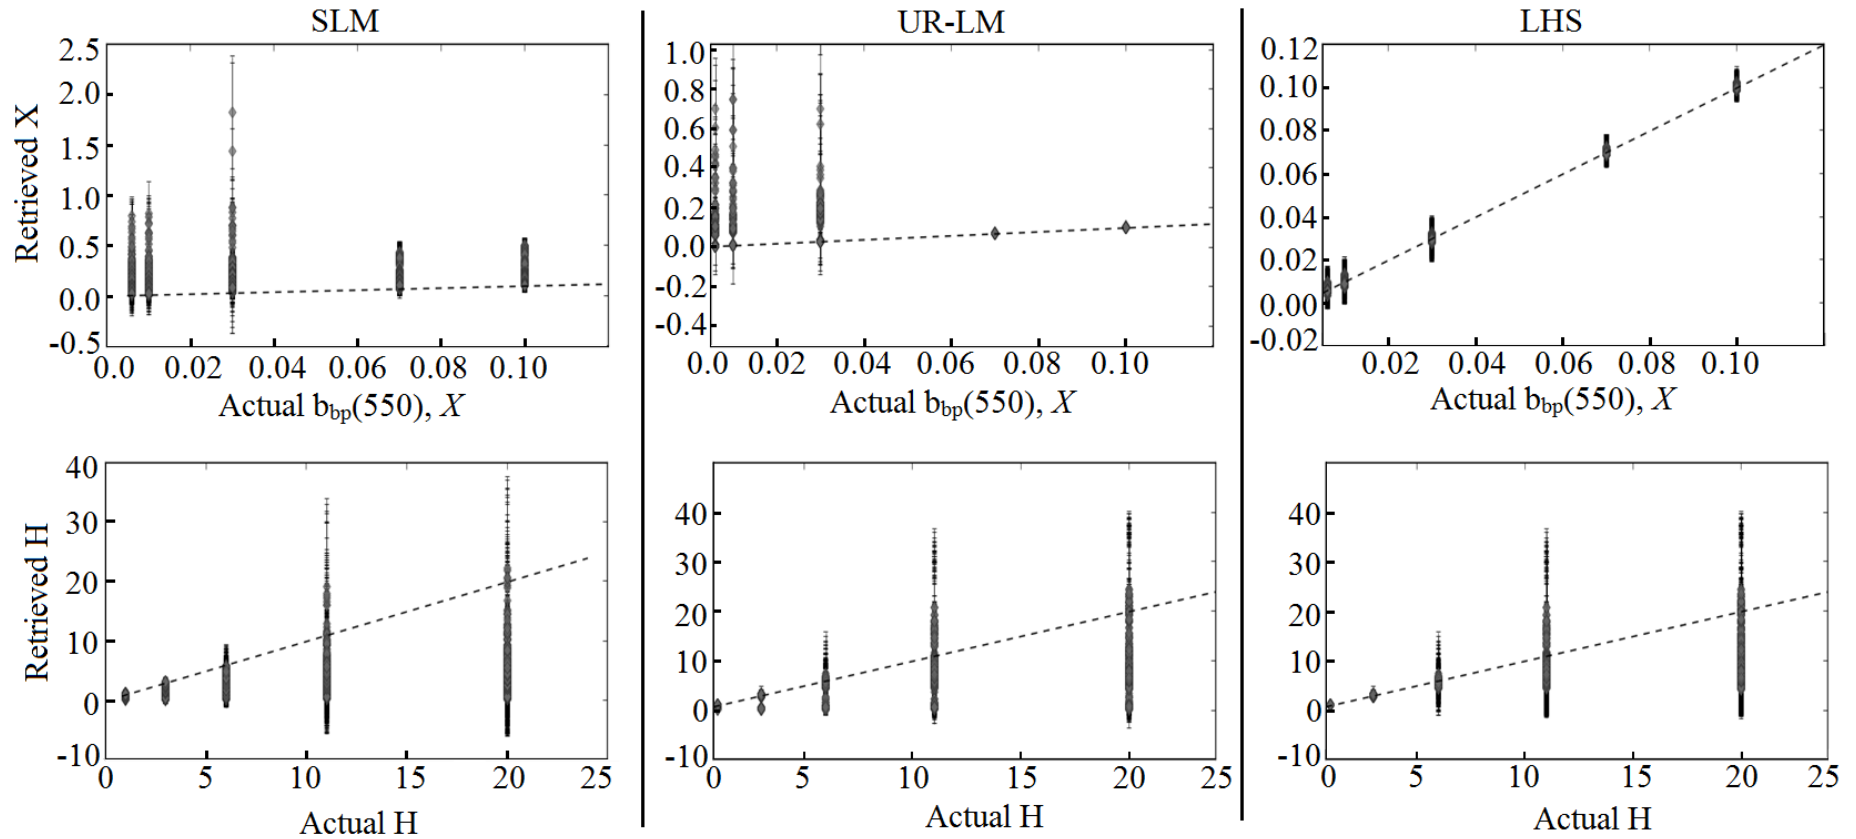 SLM
UR-LM
LHS
Retrieved X
2.5
2.0
1.5
1.0
0.5
0.0
-0.5
0.0 0.02 0.04 0.06 0.08 0.10
Actual bbp(550), X
1.0
0.8
0.6
0.4
0.2
0.0
-0.2
-0.4
0.0 0.02 0.04 0.06 0.08 0.10
Actual bbp(550), X
0.12
0.10
0.08
0.06
0.04
0.02
0.00
-0.02
0.02 0.04 0.06 0.08 0.10
Actual bbp(550), X
Retrieved H
40
30
20
10
0
-10
0 5 10 15 20 25
Actual H
40
30
20
10
0
-10
0 5 10 15 20 25
Actual H
40
30
20
10
0
-10
0 5 10 15 20 25
Actual H